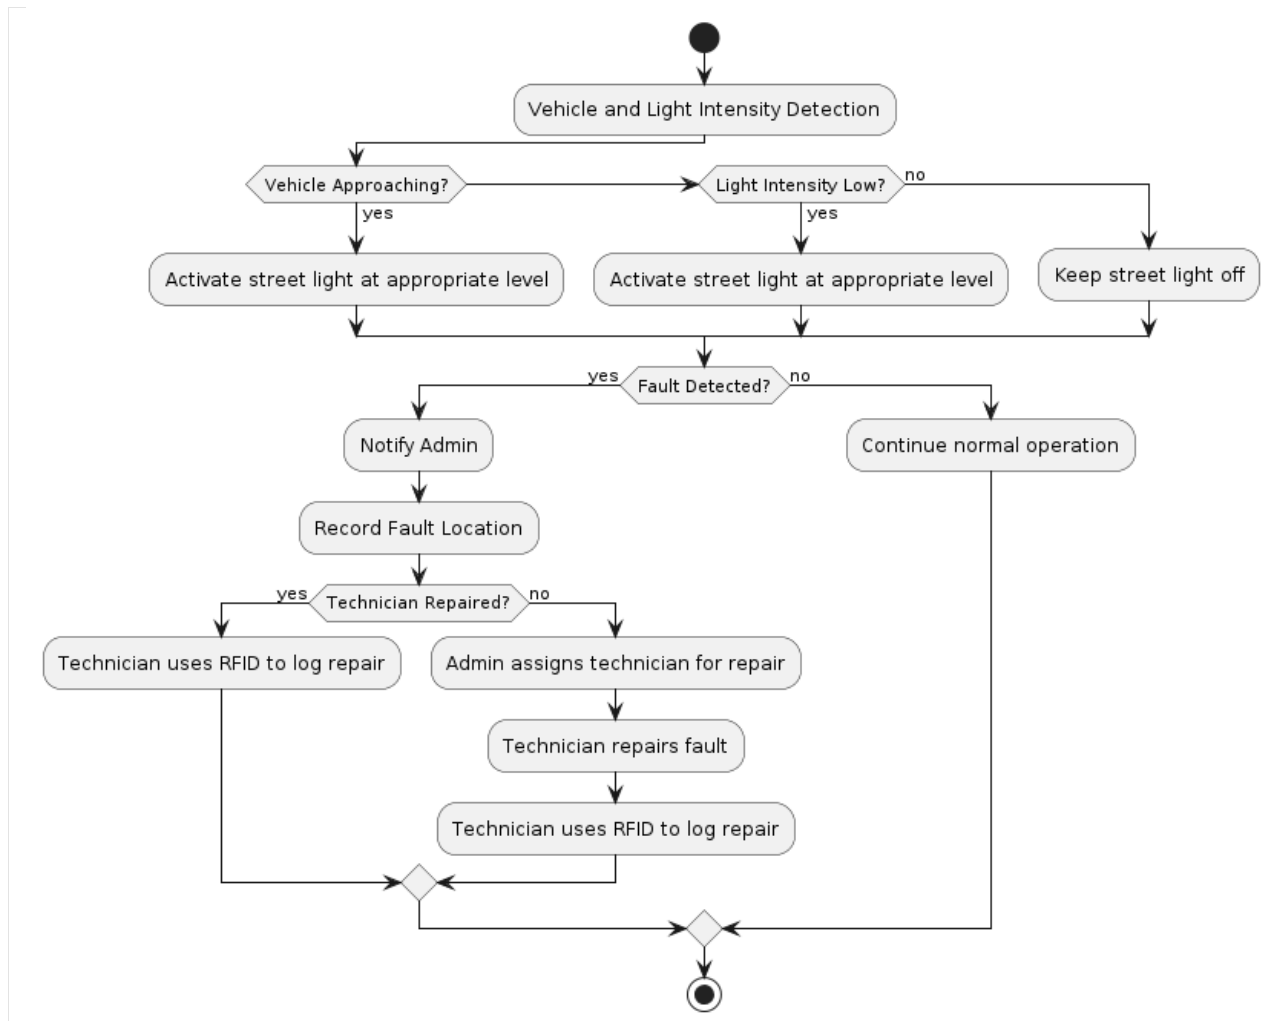 Vehicle and Light Intensity Detection
Vehicle Approaching?
Light Intensity Low?
no
yes
yes
Activate street light at appropriate level
Activate street light at appropriate level
Keep street light off
yes
Fault Detected?
no
Notify Admin
Continue normal operation
Record Fault Location
yes
Technician Repaired?
no
Technician uses RFID to log repair
Admin assigns technician for repair
Technician repairs fault
Technician uses RFID to log repair